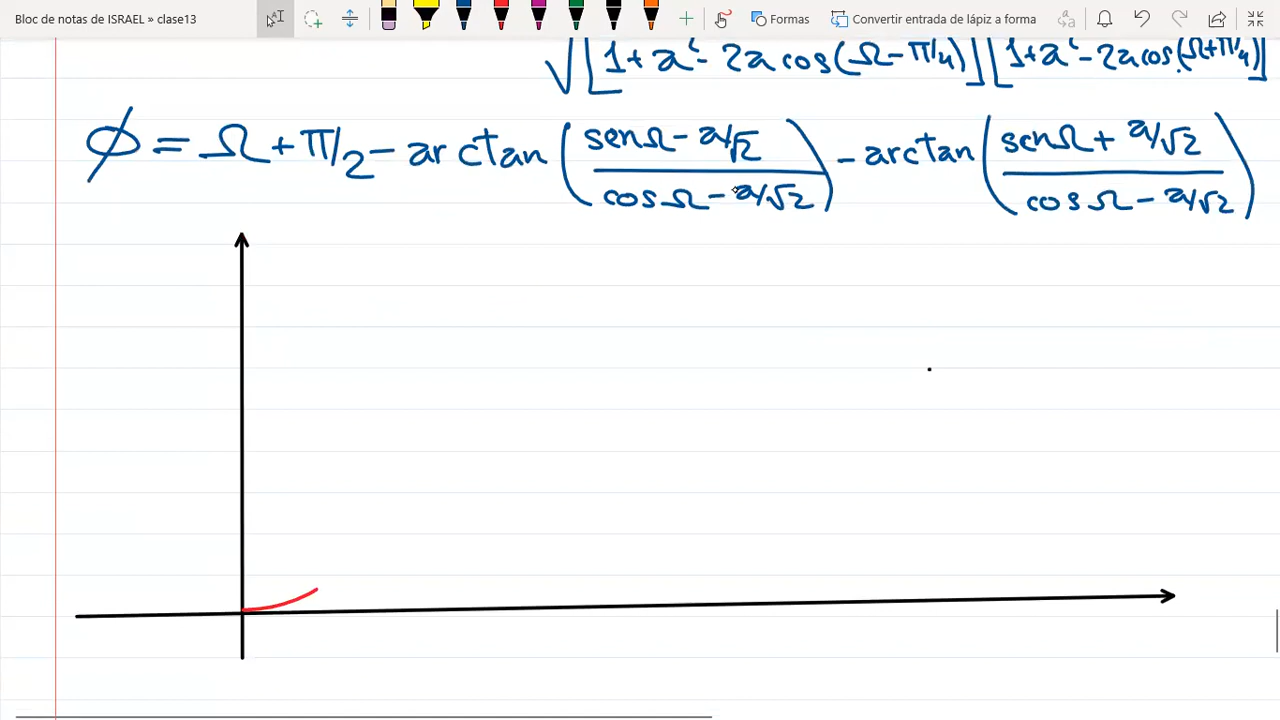 Bloc de notas de ISRAEL » clase13
Formas
Convertir entrada de lápiz a forma
√[1+a²-2a cos(Ω-π/4)][1+a²-2a cos(Ω+π/4)]
φ = Ω + π/2 - arctan ( (senΩ - a/√2) / (cosΩ - a/√2) ) - arctan ( (senΩ + a/√2) / (cosΩ - a/√2) )